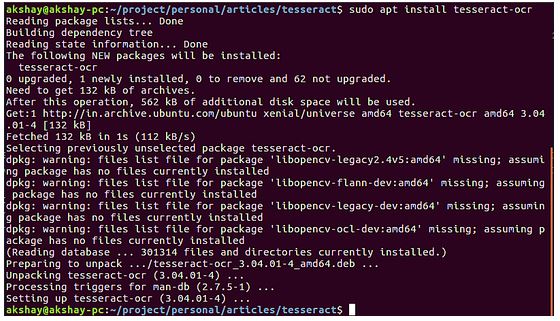 akshay@akshay-pc:~/project/personal/articles/tesseract$ sudo apt install tesseract-ocr
Reading package lists... Done
Building dependency tree
Reading state information... Done
The following NEW packages will be installed:
  tesseract-ocr
0 upgraded, 1 newly installed, 0 to remove and 62 not upgraded.
Need to get 132 kB of archives.
After this operation, 562 kB of additional disk space will be used.
Get:1 http://in.archive.ubuntu.com/ubuntu xenial/universe amd64 tesseract-ocr amd64 3.04
.01-4 [132 kB]
Fetched 132 kB in 1s (112 kB/s)
Selecting previously unselected package tesseract-ocr.
dpkg: warning: files list file for package 'libopencv-legacy2.4v5:amd64' missing; assumi
ng package has no files currently installed
dpkg: warning: files list file for package 'libopencv-flann-dev:amd64' missing; assuming
 package has no files currently installed
dpkg: warning: files list file for package 'libopencv-legacy-dev:amd64' missing; assumin
g package has no files currently installed
dpkg: warning: files list file for package 'libopencv-ocl-dev:amd64' missing; assuming p
ackage has no files currently installed
(Reading database ... 301314 files and directories currently installed.)
Preparing to unpack .../tesseract-ocr_3.04.01-4_amd64.deb ...
Unpacking tesseract-ocr (3.04.01-4) ...
Processing triggers for man-db (2.7.5-1) ...
Setting up tesseract-ocr (3.04.01-4) ...
akshay@akshay-pc:~/project/personal/articles/tesseract$